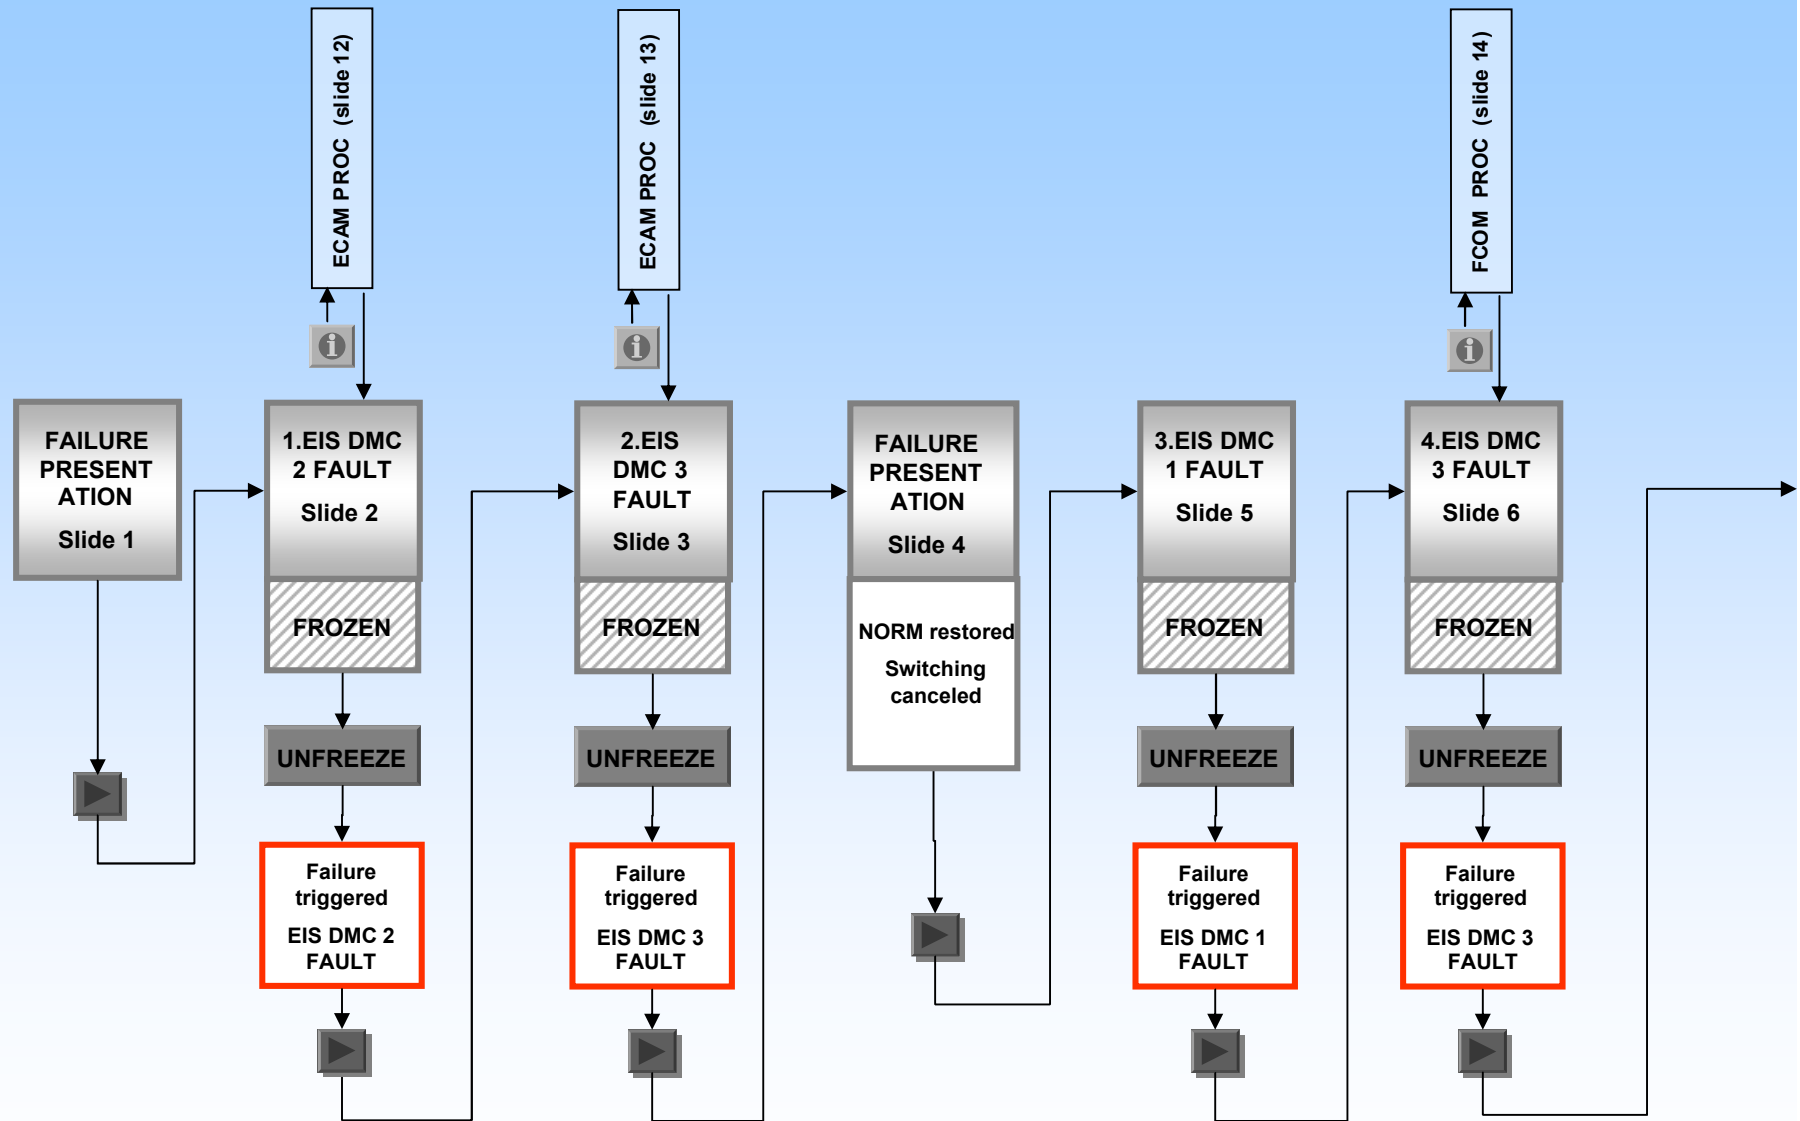 ECAM PROC (slide 12)
ECAM PROC (slide 13)
FCOM PROC (slide 14)
FAILURE
PRESENT
ATION
Slide 1
1.EIS DMC
2 FAULT
Slide 2
FROZEN
UNFREEZE
Failure
triggered
EIS DMC 2
FAULT
2.EIS
DMC 3
FAULT
Slide 3
FROZEN
UNFREEZE
Failure
triggered
EIS DMC 3
FAULT
FAILURE
PRESENT
ATION
Slide 4
NORM restored
Switching
canceled
3.EIS DMC
1 FAULT
Slide 5
FROZEN
UNFREEZE
Failure
triggered
EIS DMC 1
FAULT
4.EIS DMC
3 FAULT
Slide 6
FROZEN
UNFREEZE
Failure
triggered
EIS DMC 3
FAULT